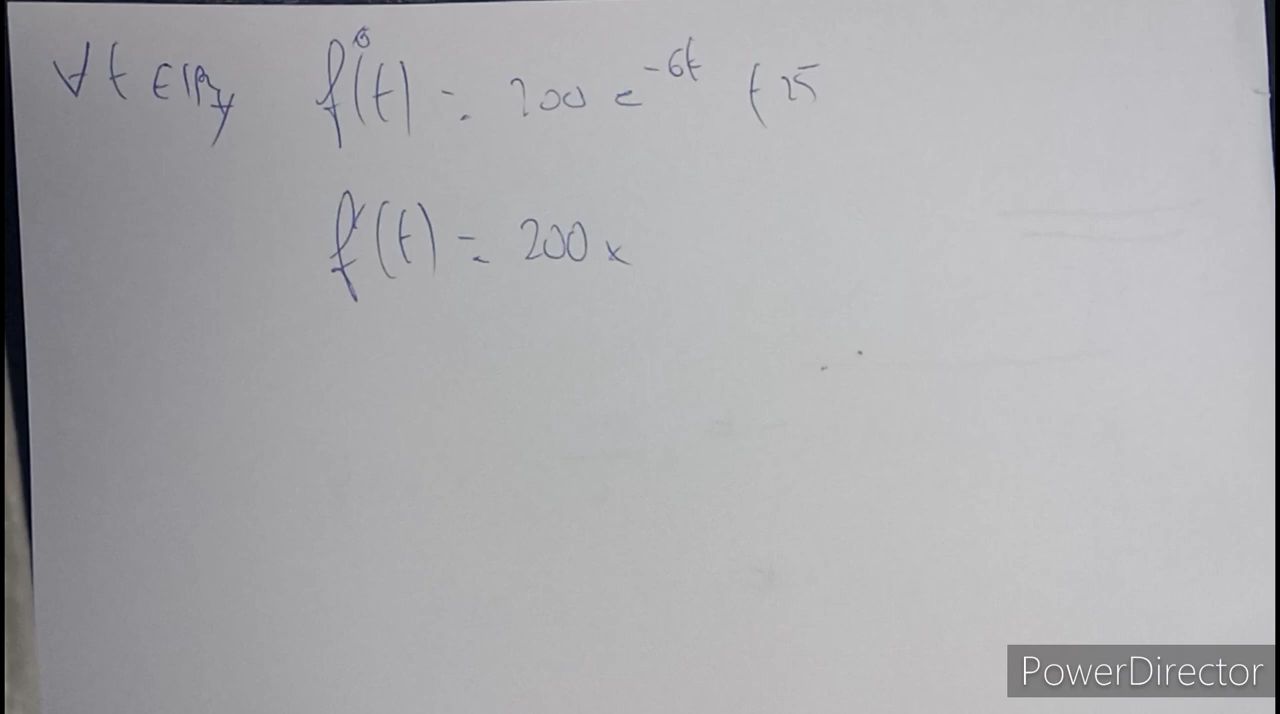 ∀t ∈ ℝ+ f(t) = 200 e^{-6t} + 25
f'(t) = 200 ×
PowerDirector